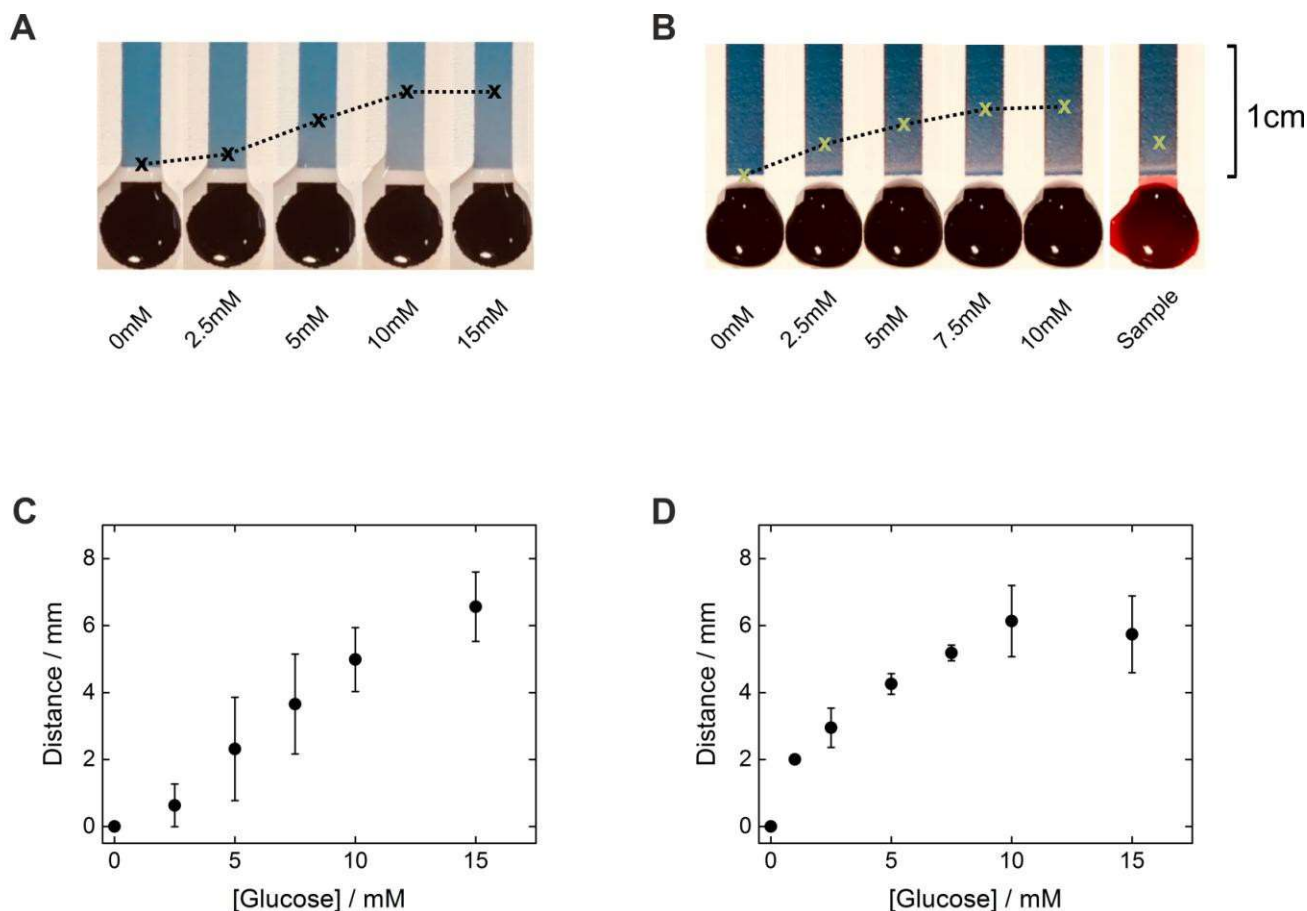 A
B
x x x x x
x x x x x x
1cm
0mM 2.5mM 5mM 10mM 15mM
0mM 2.5mM 5mM 7.5mM 10mM Sample
C
D
Distance / mm
8
6
4
2
0
0 5 10 15
[Glucose] / mM
Distance / mm
8
6
4
2
0
0 5 10 15
[Glucose] / mM